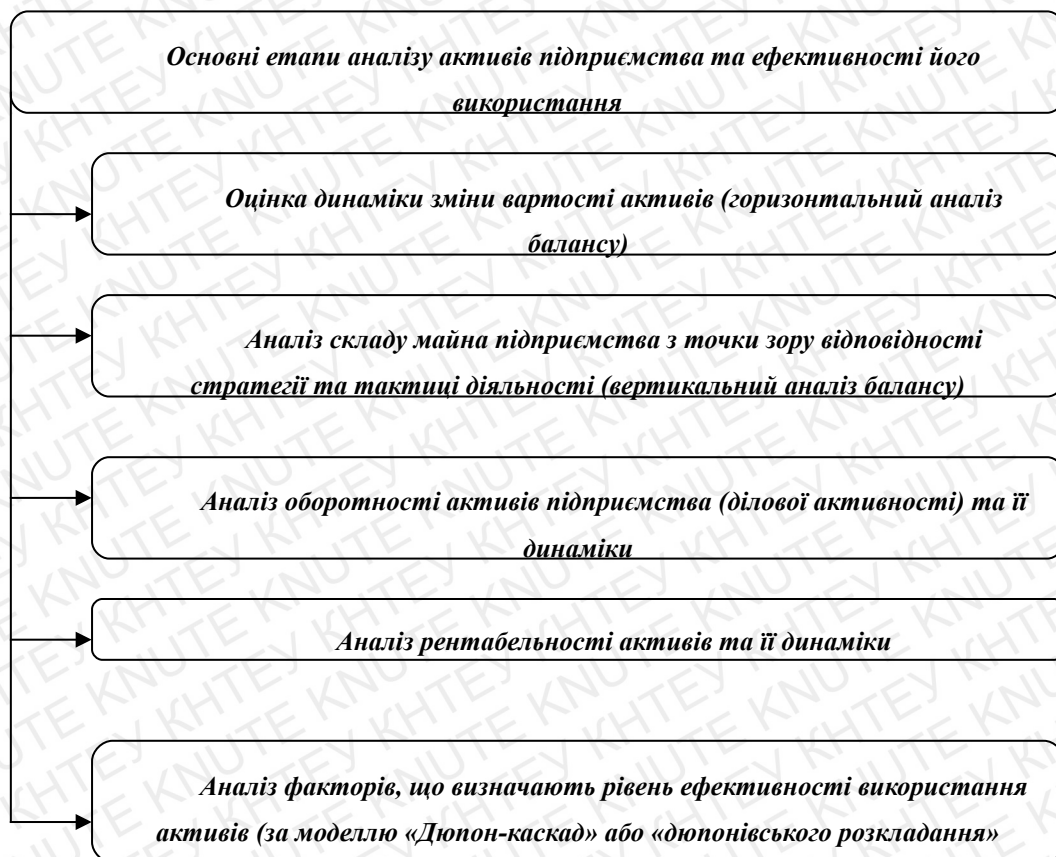 Основні етапи аналізу активів підприємства та ефективності його
використання
Оцінка динаміки зміни вартості активів (горизонтальний аналіз
балансу)
Аналіз складу майна підприємства з точки зору відповідності
стратегії та тактиці діяльності (вертикальний аналіз балансу)
Аналіз оборотності активів підприємства (ділової активності) та її
динаміки
Аналіз рентабельності активів та її динаміки
Аналіз факторів, що визначають рівень ефективності використання
активів (за моделлю «Дюпон-каскад» або «дюпонівського розкладання»